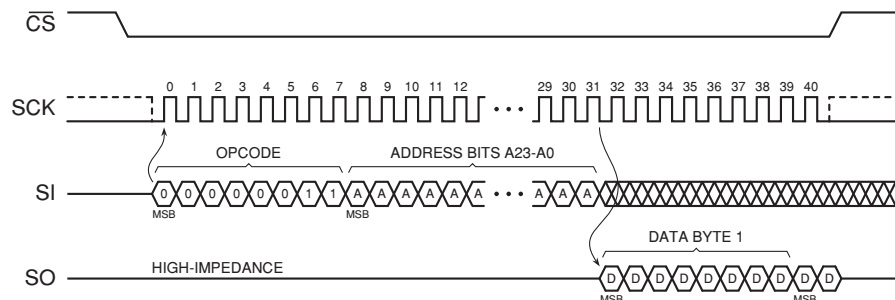 CS
0 1 2 3 4 5 6 7 8 9 10 11 12 29 30 31 32 33 34 35 36 37 38 39 40
SCK
OPCODE ADDRESS BITS A23-A0
SI 0 0 0 0 0 0 1 1 A A A A A A A A A
MSB MSB
DATA BYTE 1
HIGH-IMPEDANCE
SO D D D D D D D D D D
MSB MSB